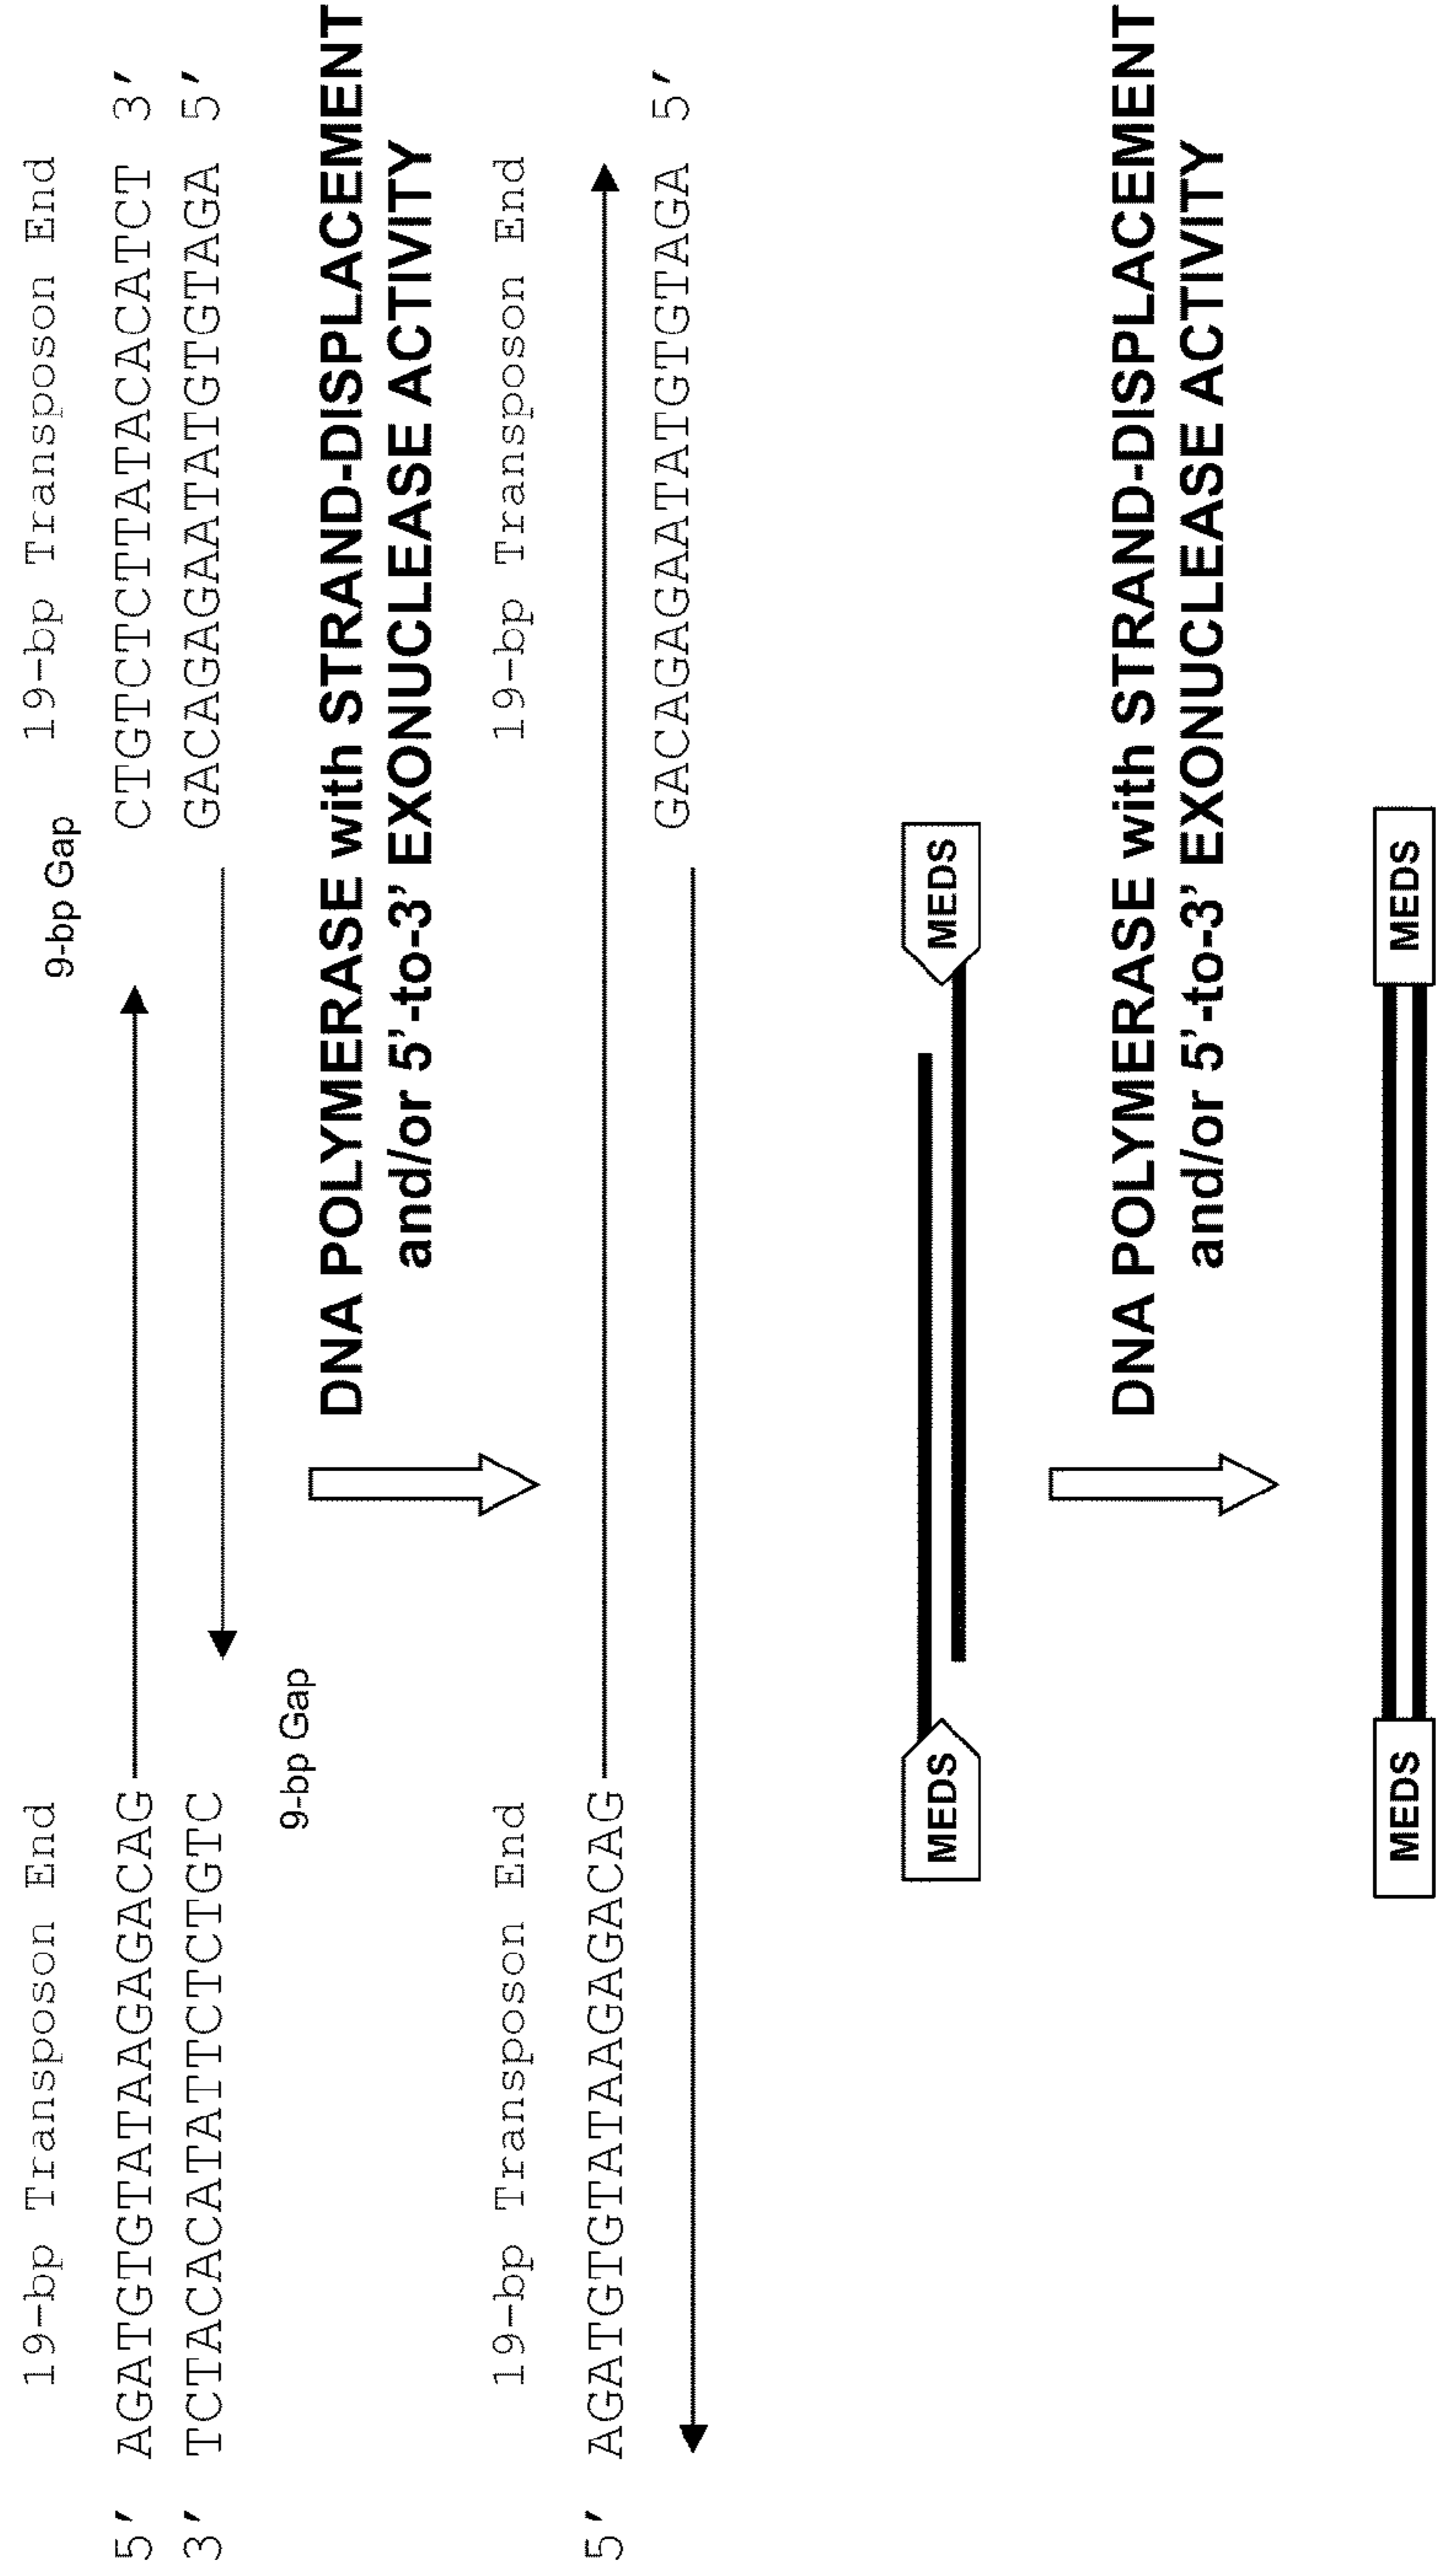 19-bp Transposon End
9-bp Gap
19-bp Transposon End
5' AGATGTGTATAAGAGACAG
CTGTCTCTTATACACATCT 3'
3' TCTACACATATTCTCTGTC
GACAGAGAATATGTGTAGA 5'
9-bp Gap
DNA POLYMERASE with STRAND-DISPLACEMENT
and/or 5'-to-3' EXONUCLEASE ACTIVITY
19-bp Transposon End
19-bp Transposon End
5' AGATGTGTATAAGAGACAG
GACAGAGAATATGTGTAGA 5'
MEDS
MEDS
DNA POLYMERASE with STRAND-DISPLACEMENT
and/or 5'-to-3' EXONUCLEASE ACTIVITY
MEDS
MEDS